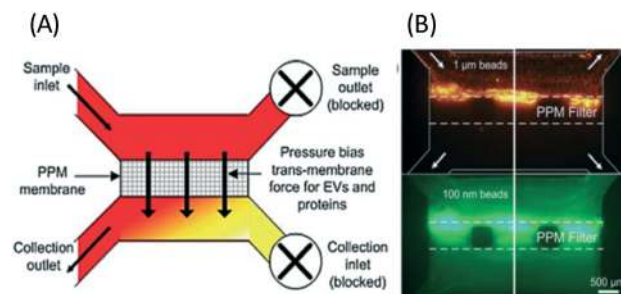 (A)
Sample
inlet
Sample
outlet
(blocked)
PPM
membrane
Pressure bias
trans-membrane
force for EVs and
proteins
Collection
outlet
Collection
inlet
(blocked)
(B)
1 μm beads
PPM Filter
100 nm beads
PPM Filter
500 μm